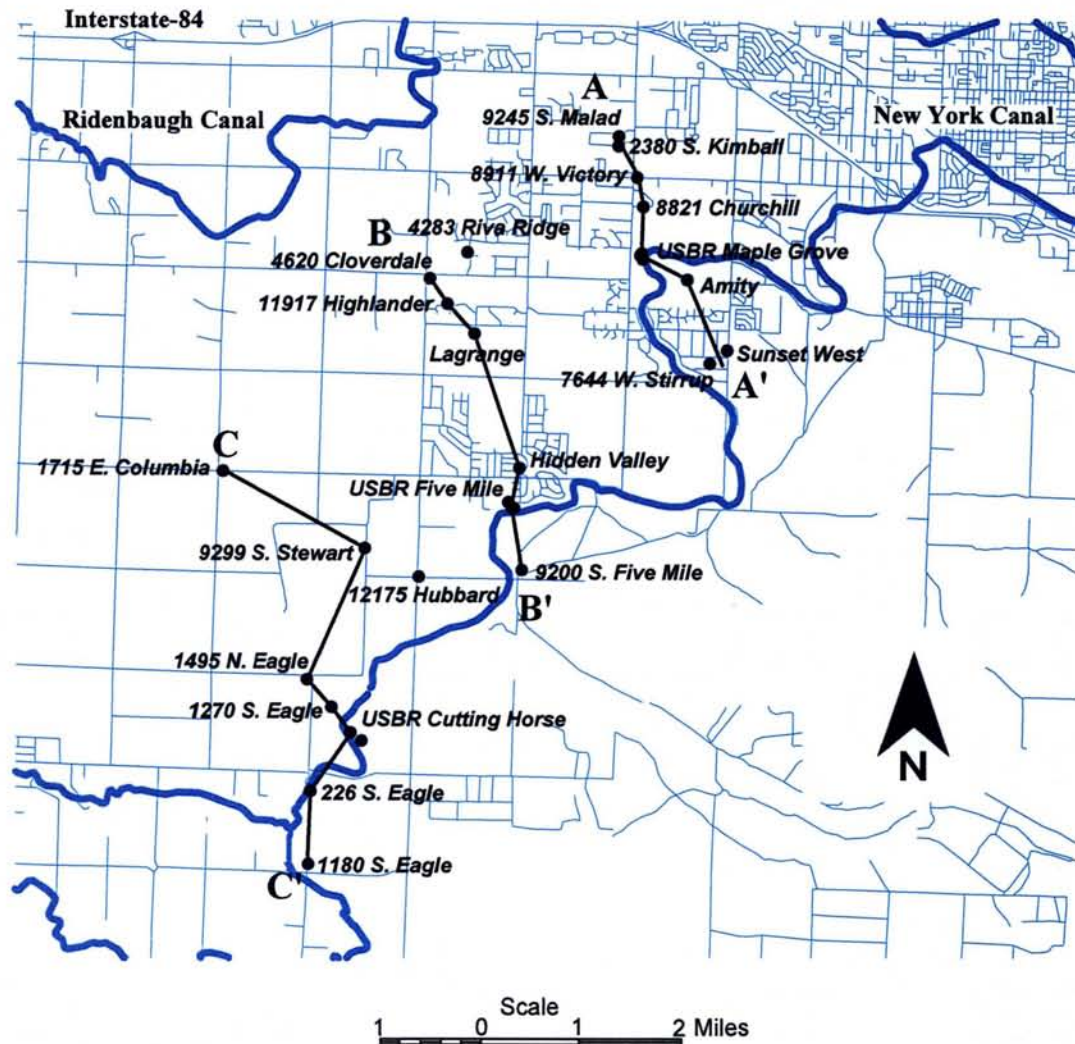 Interstate-84
A
9245 S. Malad
New York Canal
Ridenbaugh Canal
2380 S. Kimball
8911 W. Victory
8821 Churchill
B
4283 Rive Ridge
USBR Maple Grove
4620 Cloverdale
Amity
11917 Highlander
Lagrange
Sunset West
7644 W. Stirrup
A'
C
1715 E. Columbia
Hidden Valley
USBR Five Mile
9299 S. Stewart
9200 S. Five Mile
12175 Hubbard
B'
1495 N. Eagle
1270 S. Eagle
USBR Cutting Horse
N
226 S. Eagle
1180 S. Eagle
C'
Scale
1 0 1 2 Miles